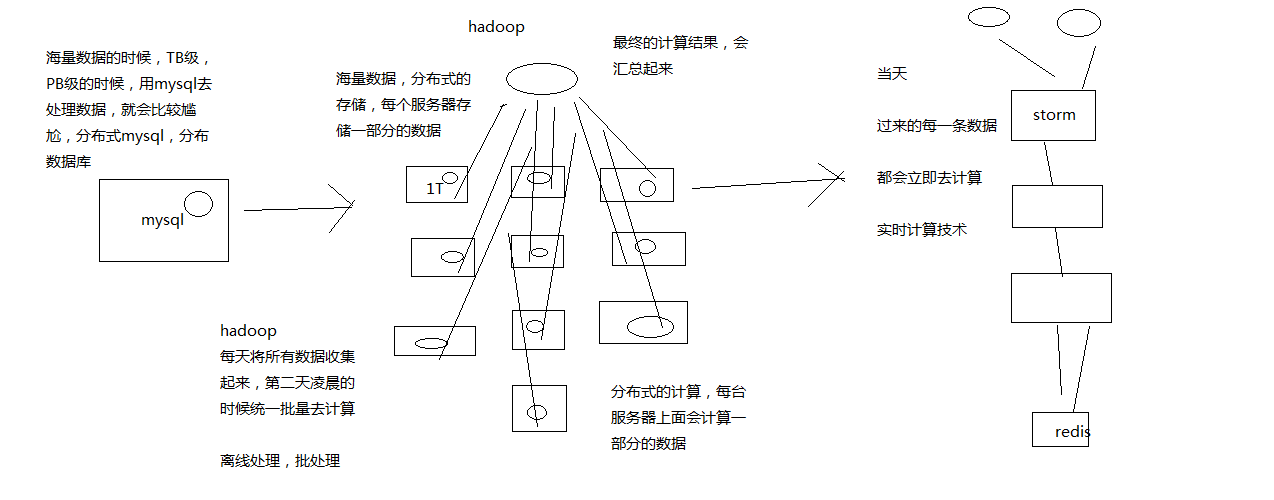 海量数据的时候，TB级，
PB级的时候，用mysql去
处理数据，就会比较尴
尬，分布式mysql，分布
数据库
mysql
hadoop
海量数据，分布式的
存储，每个服务器存
储一部分的数据
最终的计算结果，会
汇总起来
1T
hadoop
每天将所有数据收集
起来，第二天凌晨的
时候统一批量去计算
离线处理，批处理
分布式的计算，每台
服务器上面会计算一
部分的数据
当天
过来的每一条数据
都会立即去计算
实时计算技术
storm
redis